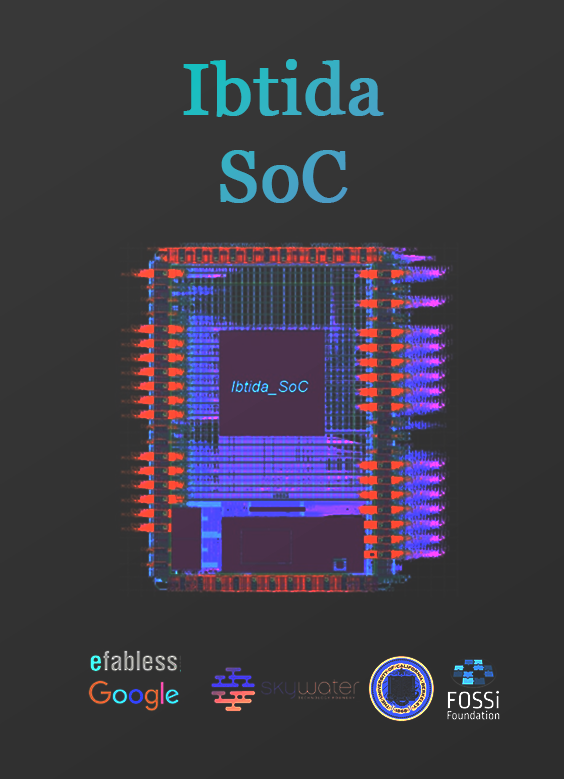 Ibtida
SoC
Ibtida_SoC
efabless
Google
skywater
FOSSi
Foundation